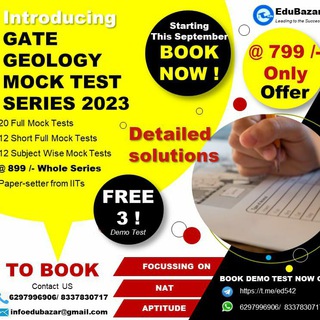 Introducing
GATE
GEOLOGY
MOCK TEST
SERIES 2023
20 Full Mock Tests
12 Short Full Mock Tests
12 Subject Wise Mock Tests
@ 899 /- Whole Series
Paper-setter from IITs
Starting
This September
BOOK
NOW !
EduBazar
Leading to the Success
@ 799 /-
Only
Offer
Detailed
solutions
FREE
3 !
Demo Test
TO BOOK
Contact US
6297996906/ 8337830717
infoedubazar@gmail.com
FOCUSSING ON
NAT
APTITUDE
BOOK DEMO TEST NOW O
https://t.me/ed542
6297996906/ 833783071